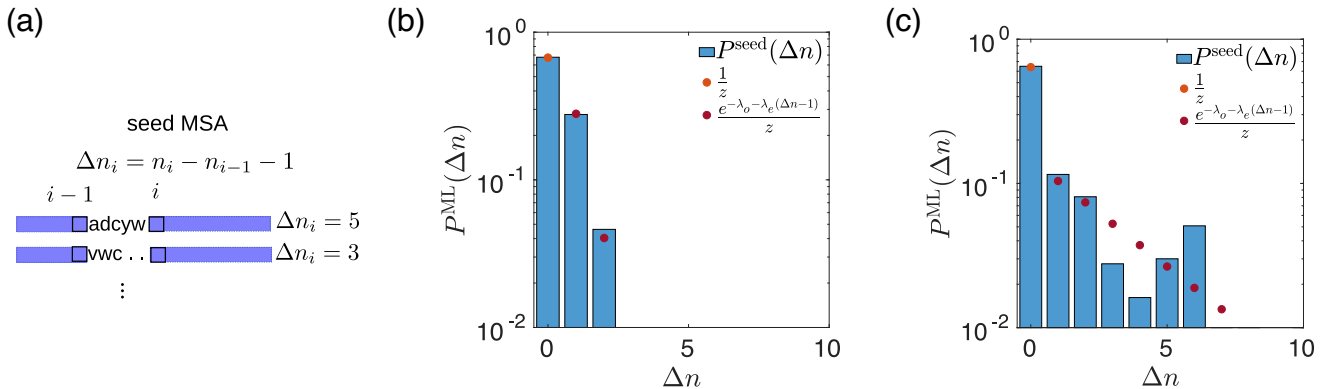 (a)
seed MSA
Δn_i = n_i − n_{i−1} − 1
i − 1
i
adcyw
Δn_i = 5
vwc . .
Δn_i = 3
⋮
(b)
P^ML(Δn)
10^0
10^-1
10^-2
P^seed(Δn)
1/z
e^{−λ_o−λ_e(Δn−1)}/z
0
5
10
Δn
(c)
P^ML(Δn)
10^0
10^-1
10^-2
P^seed(Δn)
1/z
e^{−λ_o−λ_e(Δn−1)}/z
0
5
10
Δn